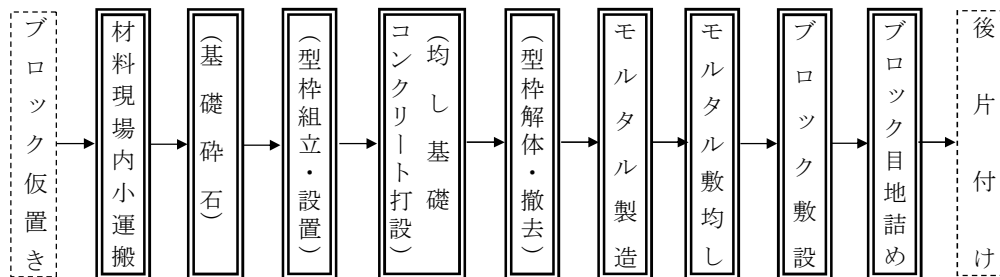 ブロック仮置き
材料現場内小運搬
(基礎砕石)
(型枠組立・設置)
(均し基礎
コンクリート打設)
(型枠解体・撤去)
モルタル製造
モルタル敷均し
ブロック敷設
ブロック目地詰め
後片付け